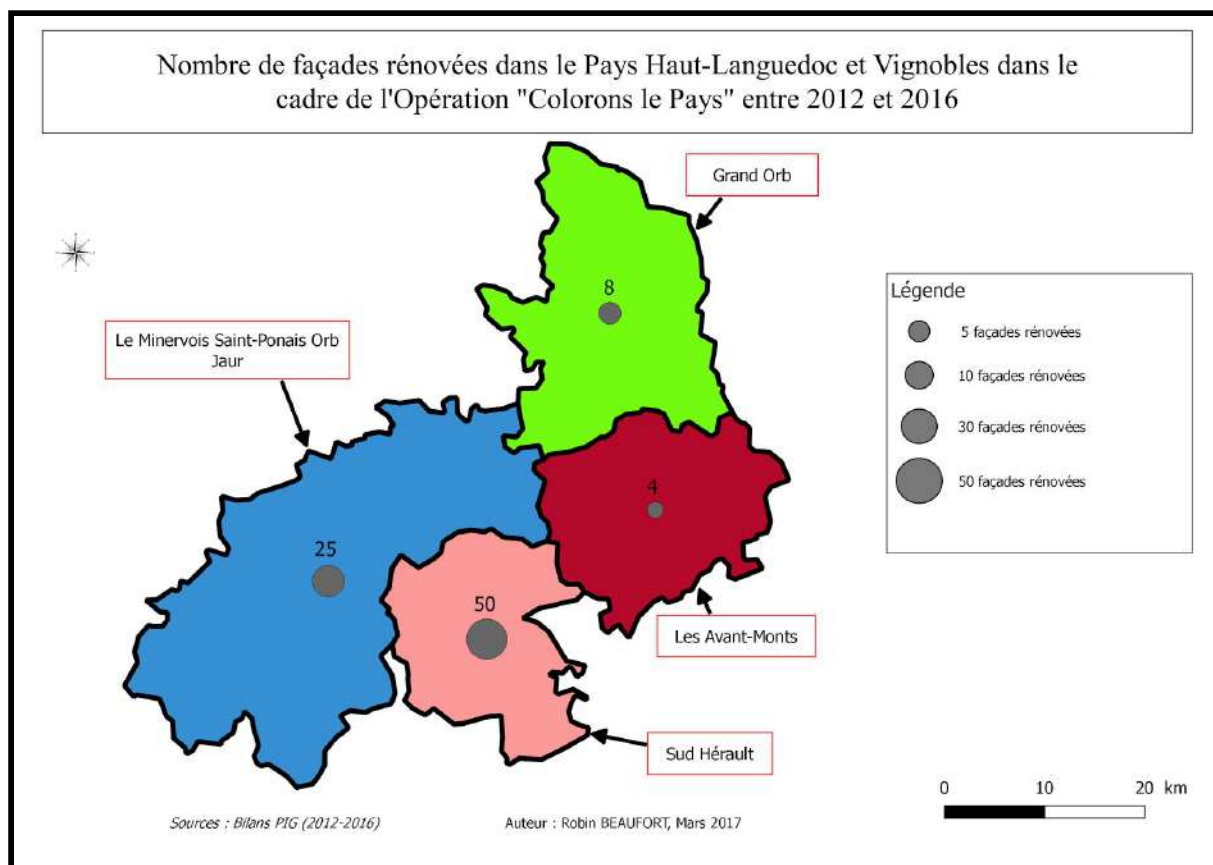 Nombre de façades rénovées dans le Pays Haut-Languedoc et Vignobles dans le
cadre de l'Opération "Colorons le Pays" entre 2012 et 2016
Grand Orb
8
Légende
5 façades rénovées
10 façades rénovées
30 façades rénovées
50 façades rénovées
Le Minervois Saint-Ponais Orb
Jaur
4
25
50
Les Avant-Monts
Sud Hérault
0 10 20 km
Sources : Bilans PIG (2012-2016)
Auteur : Robin BEAUFORT, Mars 2017